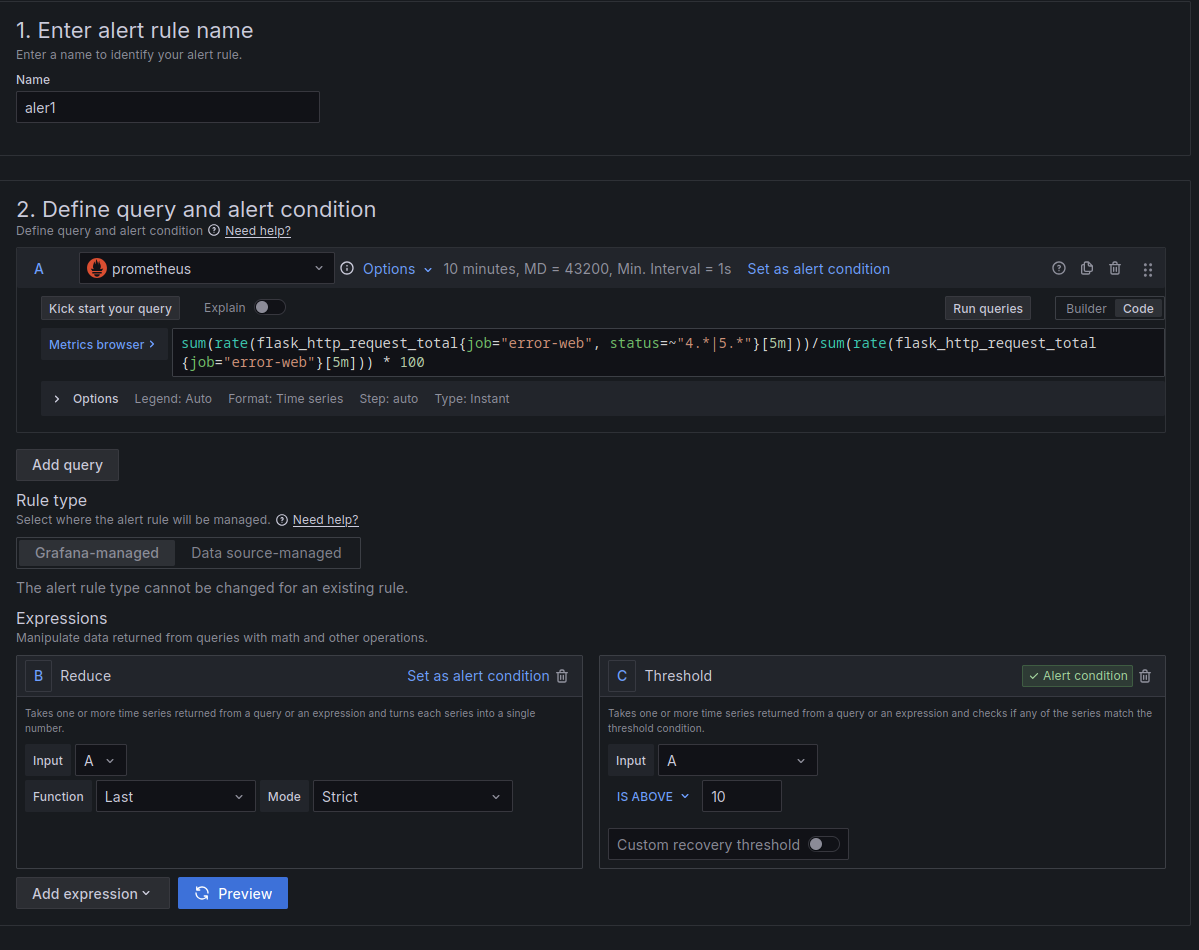 1. Enter alert rule name
Enter a name to identify your alert rule.
Name
aler1
2. Define query and alert condition
Define query and alert condition Need help?
A prometheus Options 10 minutes, MD = 43200, Min. Interval = 1s Set as alert condition
Kick start your query Explain Run queries Builder Code
Metrics browser > sum(rate(flask_http_request_total{job="error-web", status=~"4.*|5.*"}[5m]))/sum(rate(flask_http_request_total
{job="error-web"}[5m])) * 100
> Options Legend: Auto Format: Time series Step: auto Type: Instant
Add query
Rule type
Select where the alert rule will be managed. Need help?
Grafana-managed Data source-managed
The alert rule type cannot be changed for an existing rule.
Expressions
Manipulate data returned from queries with math and other operations.
B Reduce Set as alert condition
Takes one or more time series returned from a query or an expression and turns each series into a single
number.
Input A
Function Last Mode Strict
C Threshold Alert condition
Takes one or more time series returned from a query or an expression and checks if any of the series match the
threshold condition.
Input A
IS ABOVE 10
Custom recovery threshold
Add expression Preview